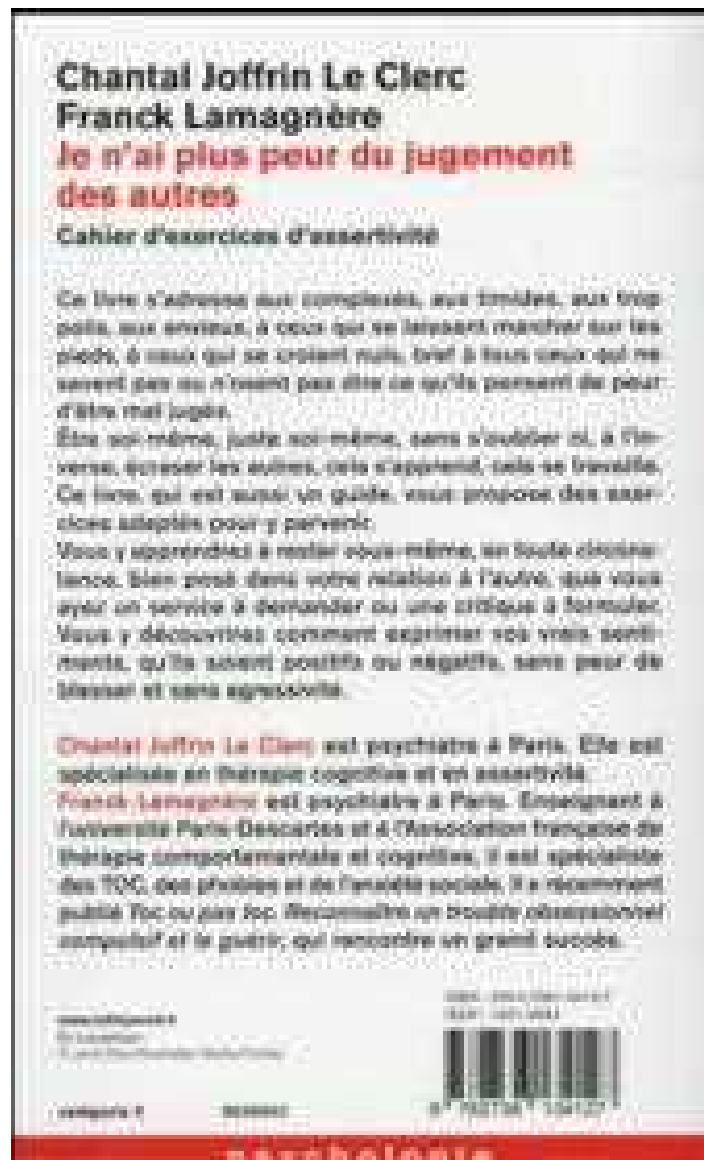 Chantal Joffrin Le Clerc
Franck Lamagnère
Je n'ai plus peur du jugement
des autres
Cahier d'exercices d'assertivité
Ce livre s'adresse aux complexés, aux timides, aux trop
polis, aux envieux, à ceux qui se laissent marcher sur les
pieds, à ceux qui se croient nuls, bref à tous ceux qui ne
savent pas ou n'osent pas dire ce qu'ils pensent de peur
d'être mal jugés.
Être soi-même, juste soi-même, sans s'oublier ni, à l'in-
verse, écraser les autres, cela s'apprend, cela se travaille.
Ce livre, qui est aussi un guide, vous propose des exer-
cices adaptés pour y parvenir.
Vous y apprendrez à rester vous-même, en toute circons-
tance, bien posé dans votre relation à l'autre, que vous
ayez un service à demander ou une critique à formuler.
Vous y découvrirez comment exprimer vos vrais senti-
ments, qu'ils soient positifs ou négatifs, sans peur de
blesser et sans agressivité.
Chantal Joffrin Le Clerc est psychiatre à Paris. Elle est
spécialisée en thérapie cognitive et en assertivité.
Franck Lamagnère est psychiatre à Paris. Enseignant à
l'université Paris-Descartes et à l'Association française de
thérapie comportementale et cognitive, il est spécialiste
des TOC, des phobies et de l'anxiété sociale. Il a récemment
publié Toc ou pas toc. Reconnaître un trouble obsessionnel
compulsif et le guérir, qui rencontre un grand succès.
psychologie